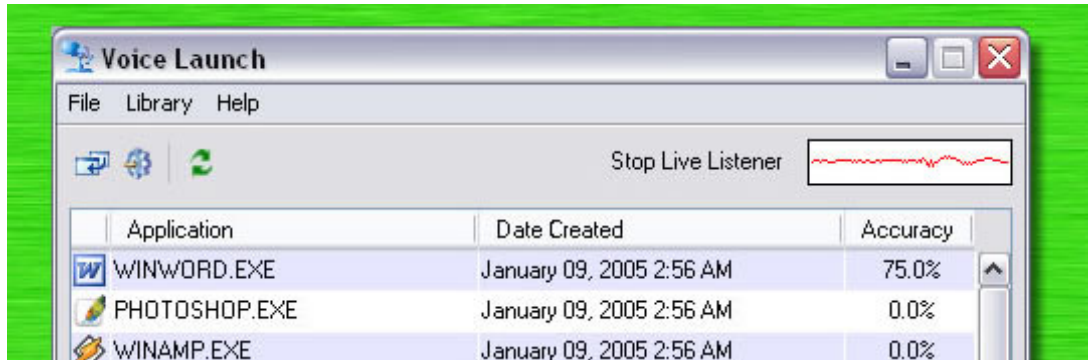 Voice Launch
File Library Help
Stop Live Listener
Application Date Created Accuracy
WINWORD.EXE January 09, 2005 2:56 AM 75.0%
PHOTOSHOP.EXE January 09, 2005 2:56 AM 0.0%
WINAMP.EXE January 09, 2005 2:56 AM 0.0%